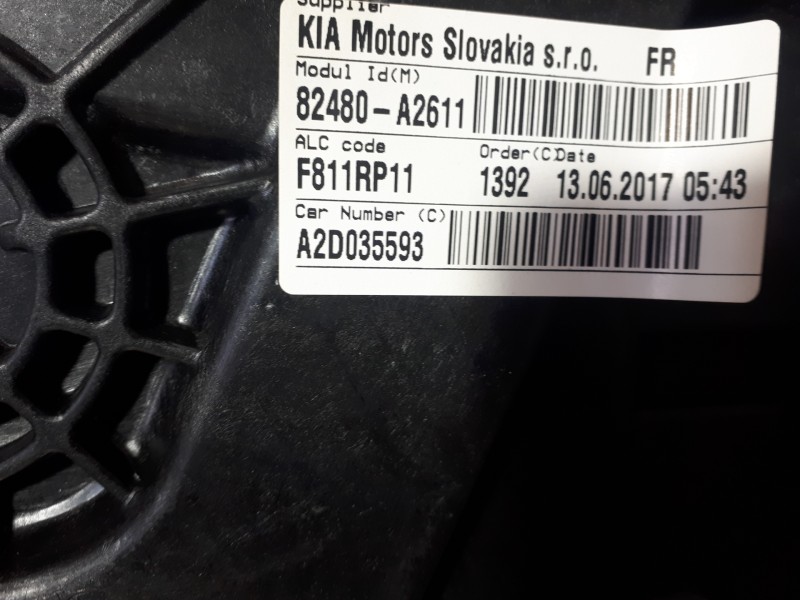 Supplier
KIA Motors Slovakia s.r.o. FR
Modul Id(M)
82480-A2611
ALC code Order(C)Date
F811RP11 1392 13.06.2017 05:43
Car Number (C)
A2D035593